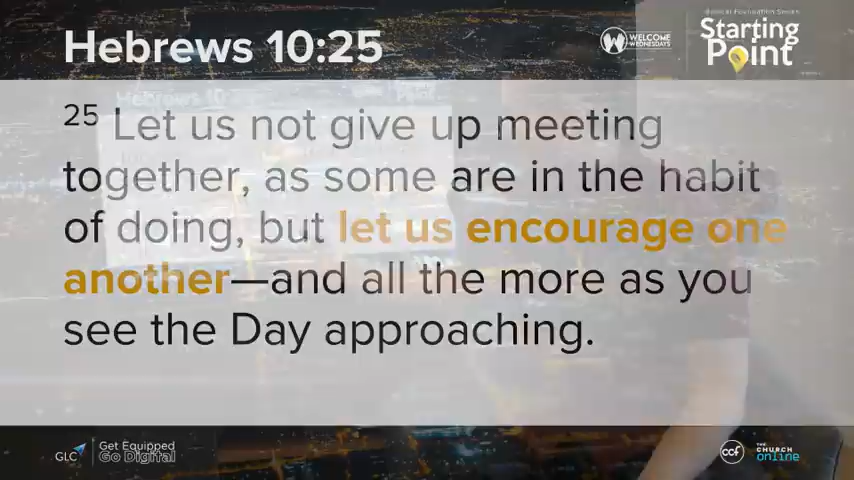 Hebrews 10:25
WELCOME
WEDNESDAYS
Starting
Point
25 Let us not give up meeting
together, as some are in the habit
of doing, but let us encourage one
another—and all the more as you
see the Day approaching.
GLC
Get Equipped
Go Digital
ccf
THE
CHURCH
online